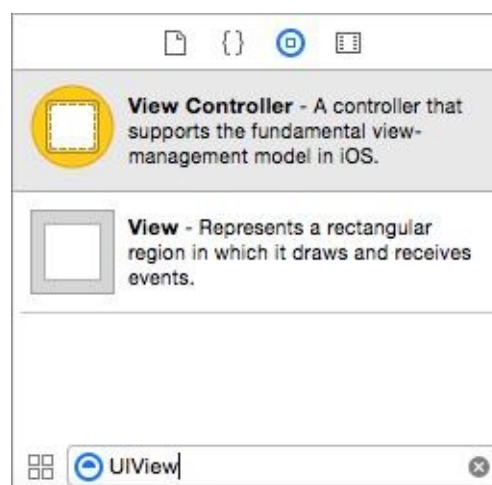 { }
View Controller - A controller that
supports the fundamental view-
management model in iOS.
View - Represents a rectangular
region in which it draws and receives
events.
UIView